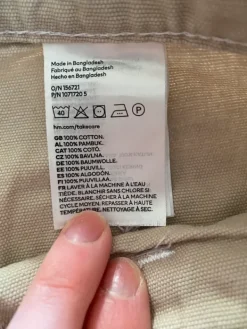 Made in Bangladesh
Fabriqué au Bangladesh
Hecho en Bangladesh
O/N 156721
P/N 1071720 S
40
P
hm.com/takecare
GB 100% COTTON.
AL 100% PAMBUK.
CAT 100% COTÓ.
CZ 100% BAVLNA.
DE 100% BAUMWOLLE.
EE 100% PUUVILL.
ES 100% ALGODÓN.
FI 100% PUUVILLAA.
FR LAVER À LA MACHINE À L'EAU
TIÈDE, BLANCHIR SANS CHLORE SI
NÉCESSAIRE, SÉCHER À LA MACHINE
CYCLE MOYEN, REPASSER À HAUTE
TEMPÉRATURE, NETTOYAGE À SEC.